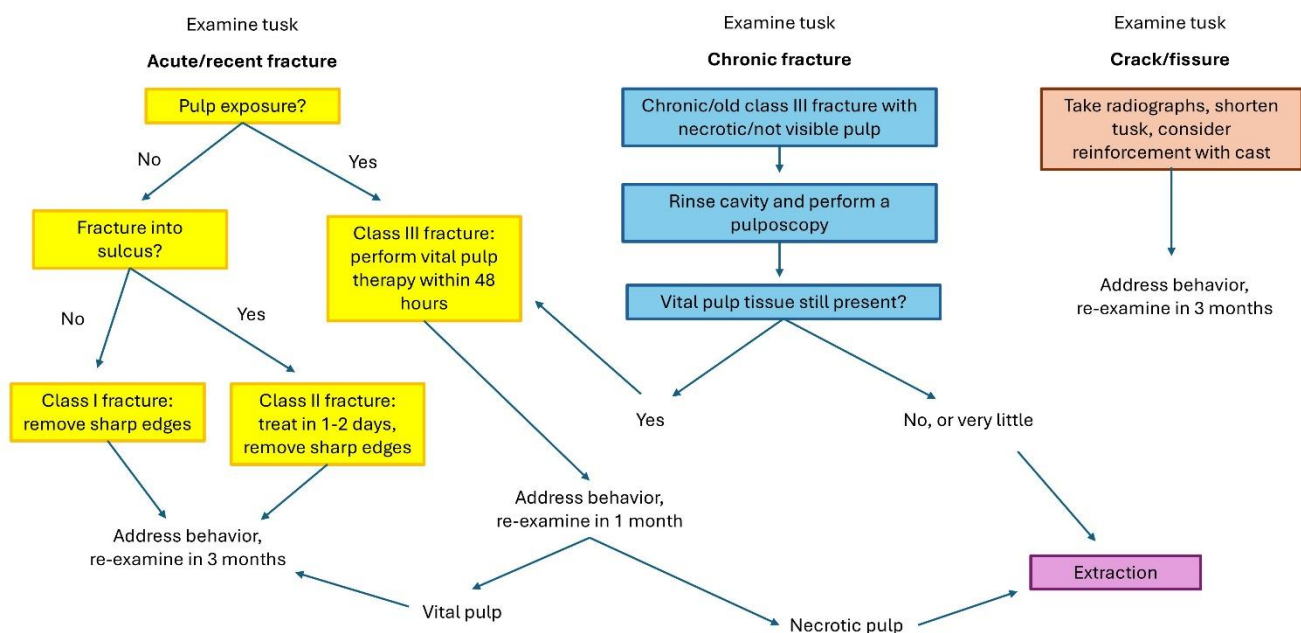 Examine tusk
Acute/recent fracture
Pulp exposure?
No
Yes
Fracture into
sulcus?
Class III fracture:
perform vital pulp
therapy within 48
hours
No
Yes
Class I fracture:
remove sharp edges
Class II fracture:
treat in 1-2 days,
remove sharp edges
Address behavior,
re-examine in 3 months
Address behavior,
re-examine in 1 month
Vital pulp
Necrotic pulp
Examine tusk
Chronic fracture
Chronic/old class III fracture with
necrotic/not visible pulp
Rinse cavity and perform a
pulposcopy
Vital pulp tissue still present?
Yes
No, or very little
Extraction
Examine tusk
Crack/fissure
Take radiographs, shorten
tusk, consider
reinforcement with cast
Address behavior,
re-examine in 3 months